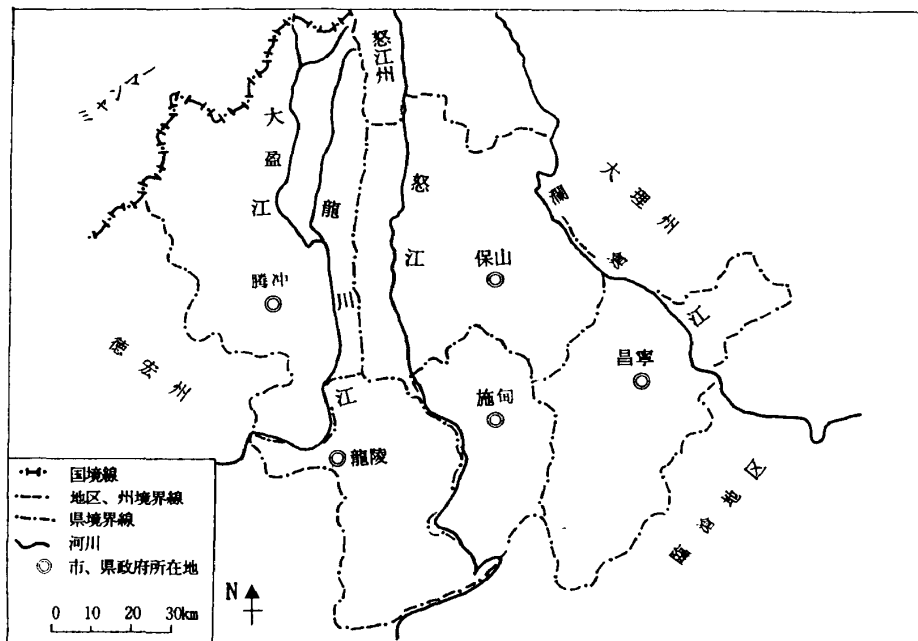 ミャンマー
大盈江
龍川江
怒江州
怒江
瀾滄江
大理州
保山
腾冲
昌寧
施甸
龍陵
德宏州
臨滄地区
国境線
地区、州境界線
県境界線
河川
市、県政府所在地
0 10 20 30km
N